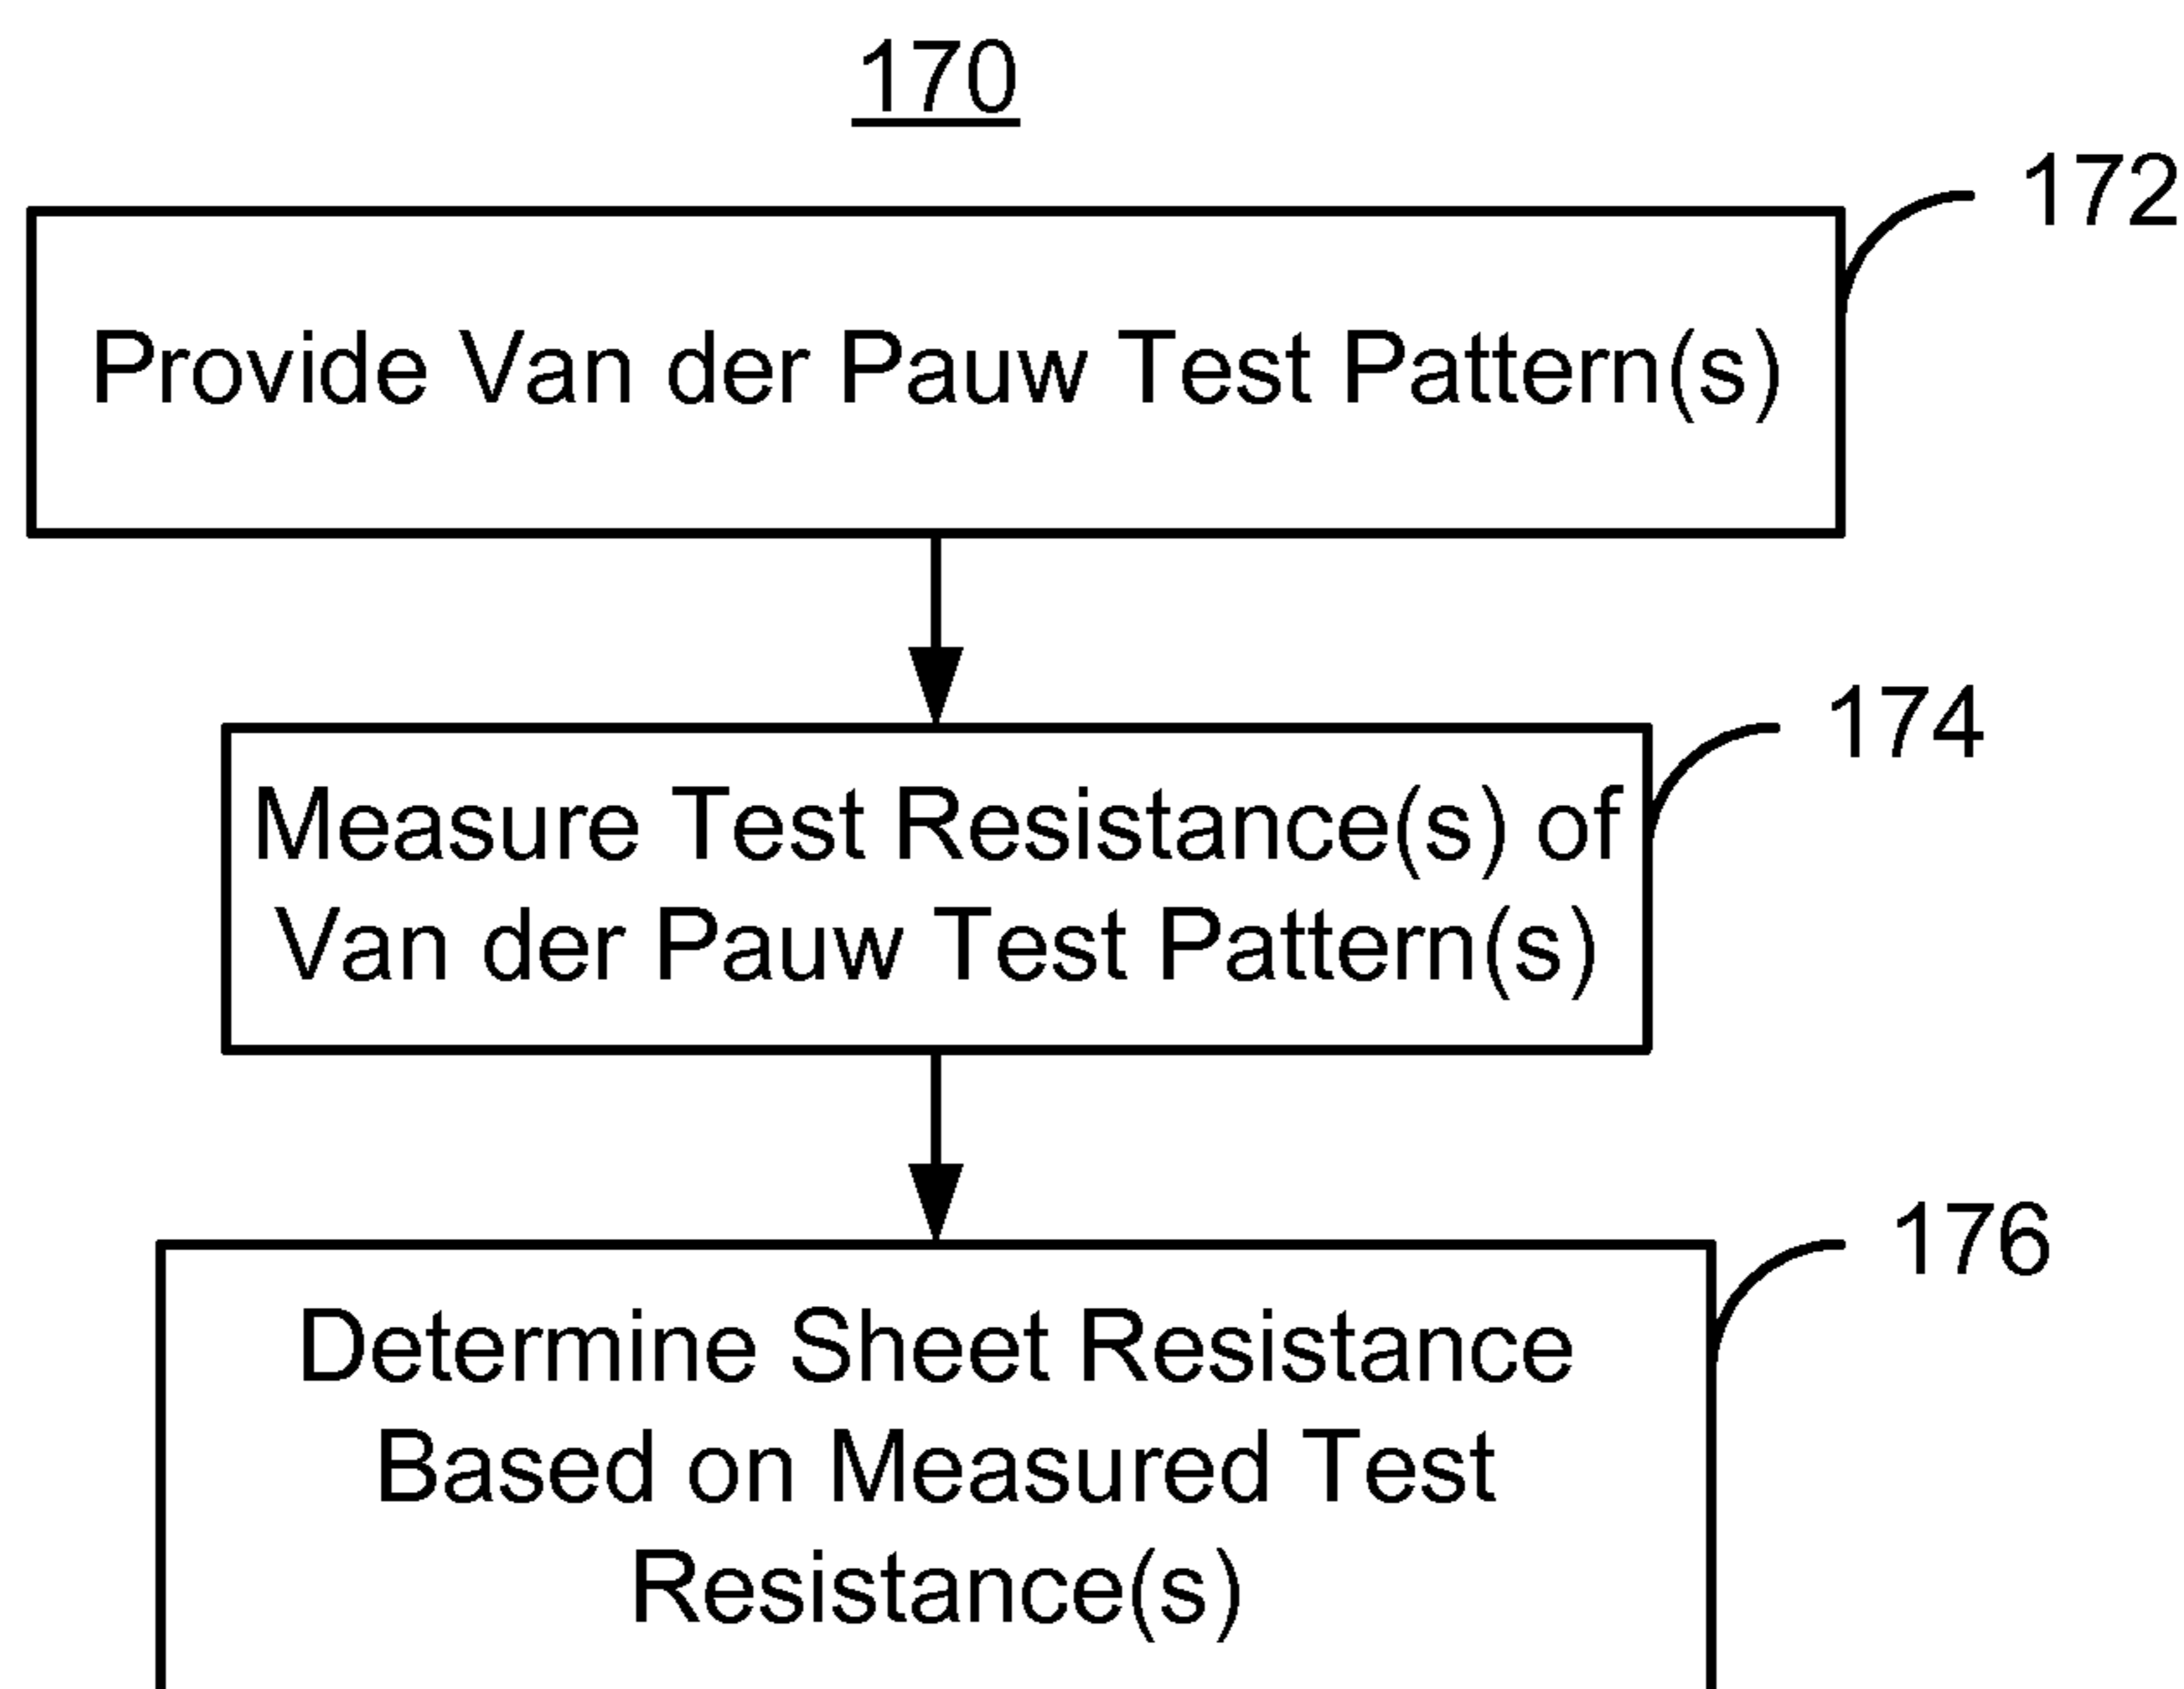 170
172
Provide Van der Pauw Test Pattern(s)
174
Measure Test Resistance(s) of
Van der Pauw Test Pattern(s)
176
Determine Sheet Resistance
Based on Measured Test
Resistance(s)